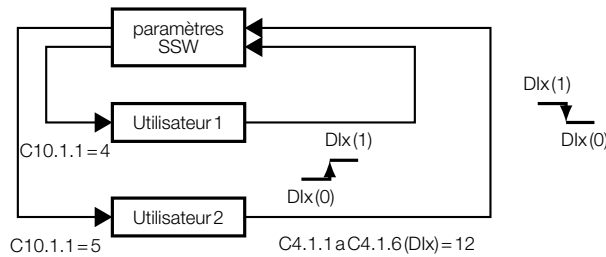 paramètres
SSW
DIx(1)
Utilisateur 1
DIx(0)
C10.1.1=4
DIx(1)
DIx(0)
Utilisateur 2
C10.1.1=5
C4.1.1 a C4.1.6 (DIx)=12